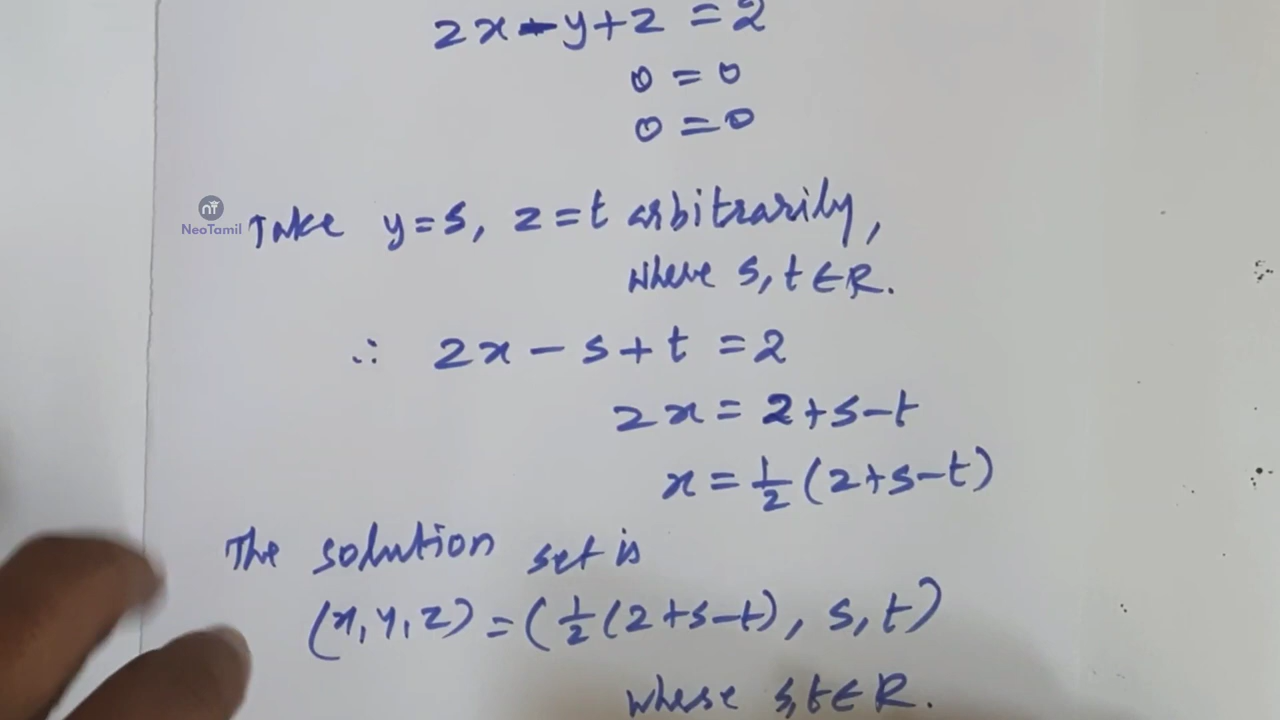 2x-y+z = 2
0 = 0
0 = 0
NeoTamil
Take y=s, z=t arbitrarily,
where s, t ∈ R.
∴ 2x - s + t = 2
2x = 2+s-t
x = 1/2 (2+s-t)
The solution set is
(x, y, z) = (1/2 (2+s-t), s, t)
where s, t ∈ R.